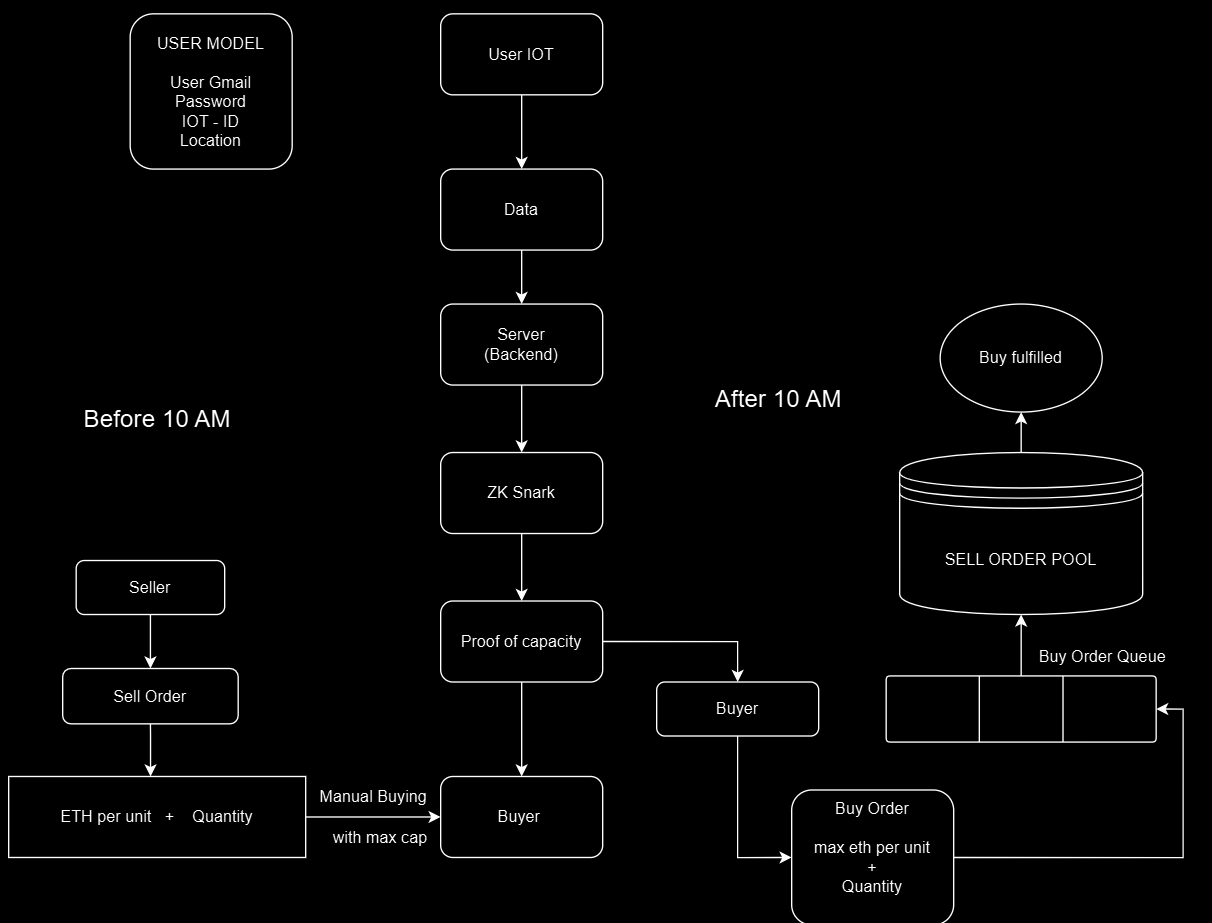 USER MODEL
User Gmail
Password
IOT - ID
Location
User IOT
Data
Server
(Backend)
Before 10 AM
After 10 AM
Buy fulfilled
ZK Snark
SELL ORDER POOL
Seller
Proof of capacity
Buy Order Queue
Sell Order
Buyer
ETH per unit + Quantity
Manual Buying
with max cap
Buyer
Buy Order
max eth per unit
+
Quantity